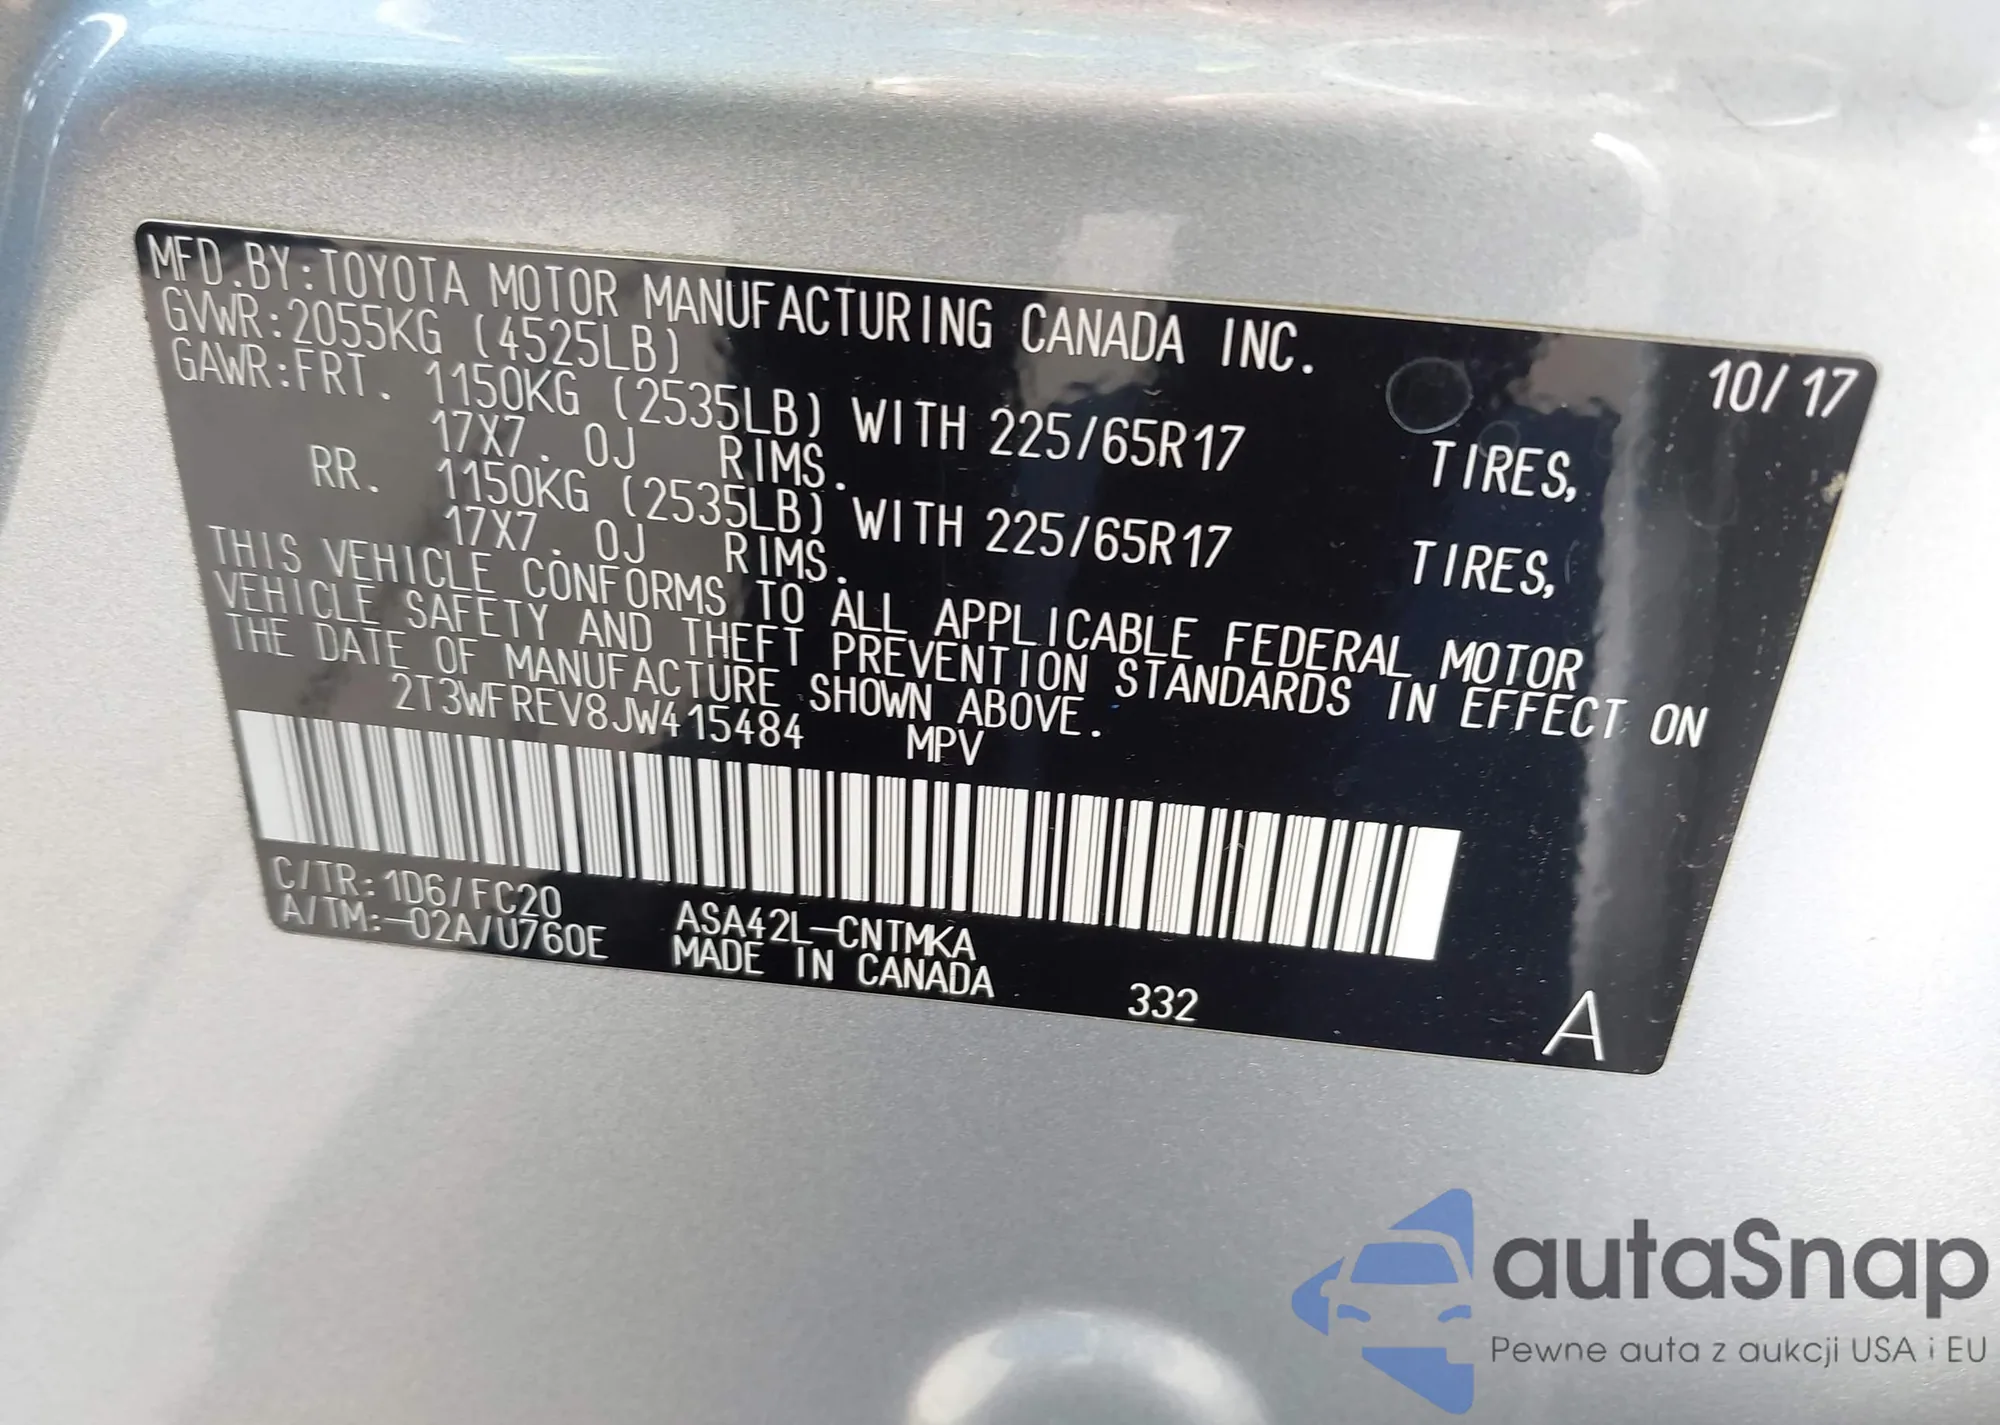 MFD.BY:TOYOTA MOTOR MANUFACTURING CANADA INC. 10/17
GVWR:2055KG (4525LB)
GAWR:FRT. 1150KG (2535LB) WITH 225/65R17 TIRES,
17X7.0J RIMS.
RR. 1150KG (2535LB) WITH 225/65R17 TIRES,
17X7.0J RIMS.
THIS VEHICLE CONFORMS TO ALL APPLICABLE FEDERAL MOTOR
VEHICLE SAFETY AND THEFT PREVENTION STANDARDS IN EFFECT ON
THE DATE OF MANUFACTURE SHOWN ABOVE.
2T3WFREV8JW415484 MPV
C/TR:1D6/FC20 ASA42L-CNTMKA
A/TM:-02A/U760E MADE IN CANADA 332 A
autaSnap
Pewne auta z aukcji USA i EU